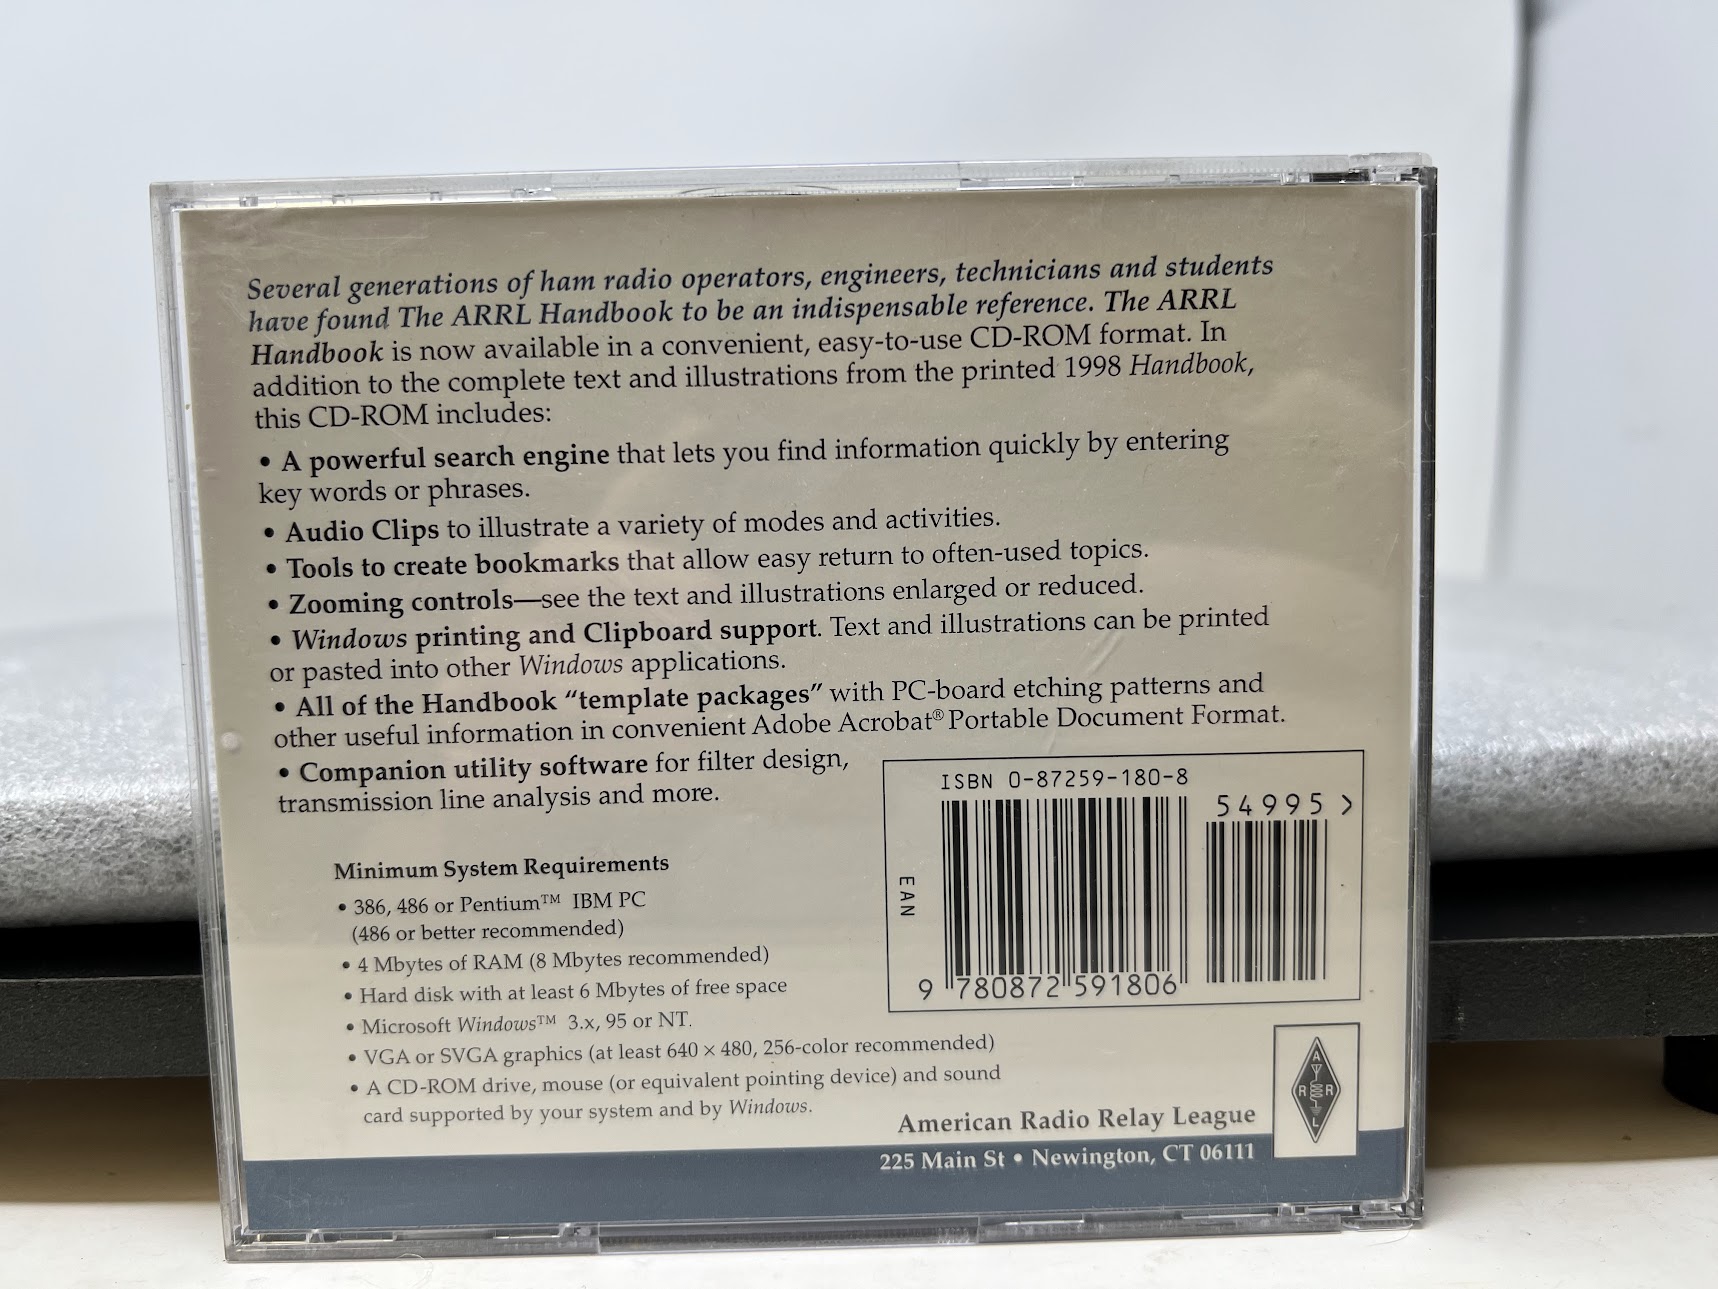 Several generations of ham radio operators, engineers, technicians and students
have found The ARRL Handbook to be an indispensable reference. The ARRL
Handbook is now available in a convenient, easy-to-use CD-ROM format. In
addition to the complete text and illustrations from the printed 1998 Handbook,
this CD-ROM includes:
• A powerful search engine that lets you find information quickly by entering
key words or phrases.
• Audio Clips to illustrate a variety of modes and activities.
• Tools to create bookmarks that allow easy return to often-used topics.
• Zooming controls—see the text and illustrations enlarged or reduced.
• Windows printing and Clipboard support. Text and illustrations can be printed
or pasted into other Windows applications.
• All of the Handbook “template packages” with PC-board etching patterns and
other useful information in convenient Adobe Acrobat® Portable Document Format.
• Companion utility software for filter design,
transmission line analysis and more.
Minimum System Requirements
• 386, 486 or Pentium™ IBM PC
(486 or better recommended)
• 4 Mbytes of RAM (8 Mbytes recommended)
• Hard disk with at least 6 Mbytes of free space
• Microsoft Windows™ 3.x, 95 or NT.
• VGA or SVGA graphics (at least 640 × 480, 256-color recommended)
• A CD-ROM drive, mouse (or equivalent pointing device) and sound
card supported by your system and by Windows.
ISBN 0-87259-180-8
54995 >
EAN
9 780872 591806
American Radio Relay League
225 Main St • Newington, CT 06111
A
R R
L